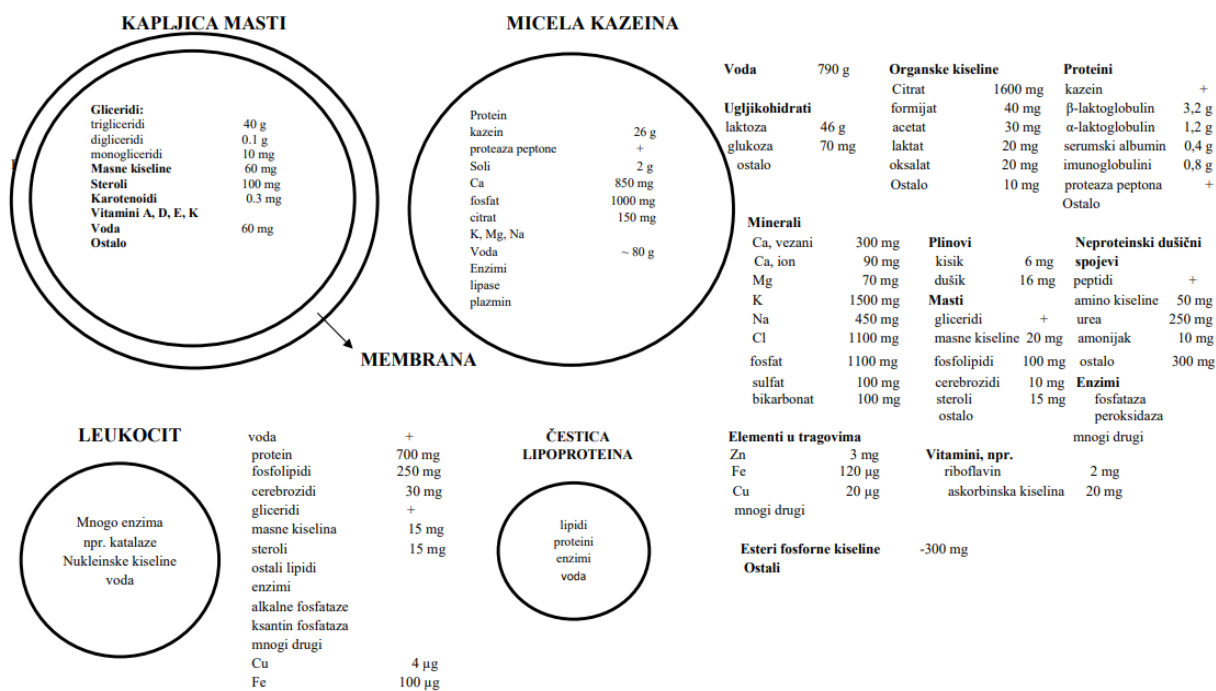 KAPLJICA MASTI
Gliceridi:
trigliceridi 40 g
digliceridi 0.1 g
monogliceridi 10 mg
Masne kiseline 60 mg
Steroli 100 mg
Karotenoidi 0.3 mg
Vitamini A, D, E, K
Voda 60 mg
Ostalo
MEMBRANA
MICELA KAZEINA
Protein
kazein 26 g
proteaza peptone +
Soli 2 g
Ca 850 mg
fosfat 1000 mg
citrat 150 mg
K, Mg, Na
Voda ~ 80 g
Enzimi
lipase
plazmin
Voda 790 g
Ugljikohidrati
laktoza 46 g
glukoza 70 mg
ostalo
Organske kiseline
Citrat 1600 mg
formijat 40 mg
acetat 30 mg
laktat 20 mg
oksalat 20 mg
Ostalo 10 mg
Proteini
kazein +
β-laktoglobulin 3,2 g
α-laktoglobulin 1,2 g
serumski albumin 0,4 g
imunoglobulini 0,8 g
proteaza peptona +
Ostalo
Minerali
Ca, vezani 300 mg
Ca, ion 90 mg
Mg 70 mg
K 1500 mg
Na 450 mg
Cl 1100 mg
fosfat 1100 mg
sulfat 100 mg
bikarbonat 100 mg
Plinovi
kisik 6 mg
dušik 16 mg
Masti
gliceridi +
masne kiseline 20 mg
fosfolipidi 100 mg
cerebrozidi 10 mg
steroli 15 mg
ostalo
Neproteinski dušični
spojevi
peptidi +
amino kiseline 50 mg
urea 250 mg
amonijak 10 mg
ostalo 300 mg
Enzimi
fosfataza
peroksidaza
mnogi drugi
LEUKOCIT
Mnogo enzima
npr. katalaze
Nukleinske kiseline
voda
voda +
protein 700 mg
fosfolipidi 250 mg
cerebrozidi 30 mg
gliceridi +
masne kiselina 15 mg
steroli 15 mg
ostali lipidi
enzimi
alkalne fosfataze
ksantin fosfataza
mnogi drugi
Cu 4 µg
Fe 100 µg
ČESTICA
LIPOPROTEINA
lipidi
proteini
enzimi
voda
Elementi u tragovima
Zn 3 mg
Fe 120 µg
Cu 20 µg
mnogi drugi
Vitamini, npr.
riboflavin 2 mg
askorbinska kiselina 20 mg
Esteri fosforne kiseline -300 mg
Ostali